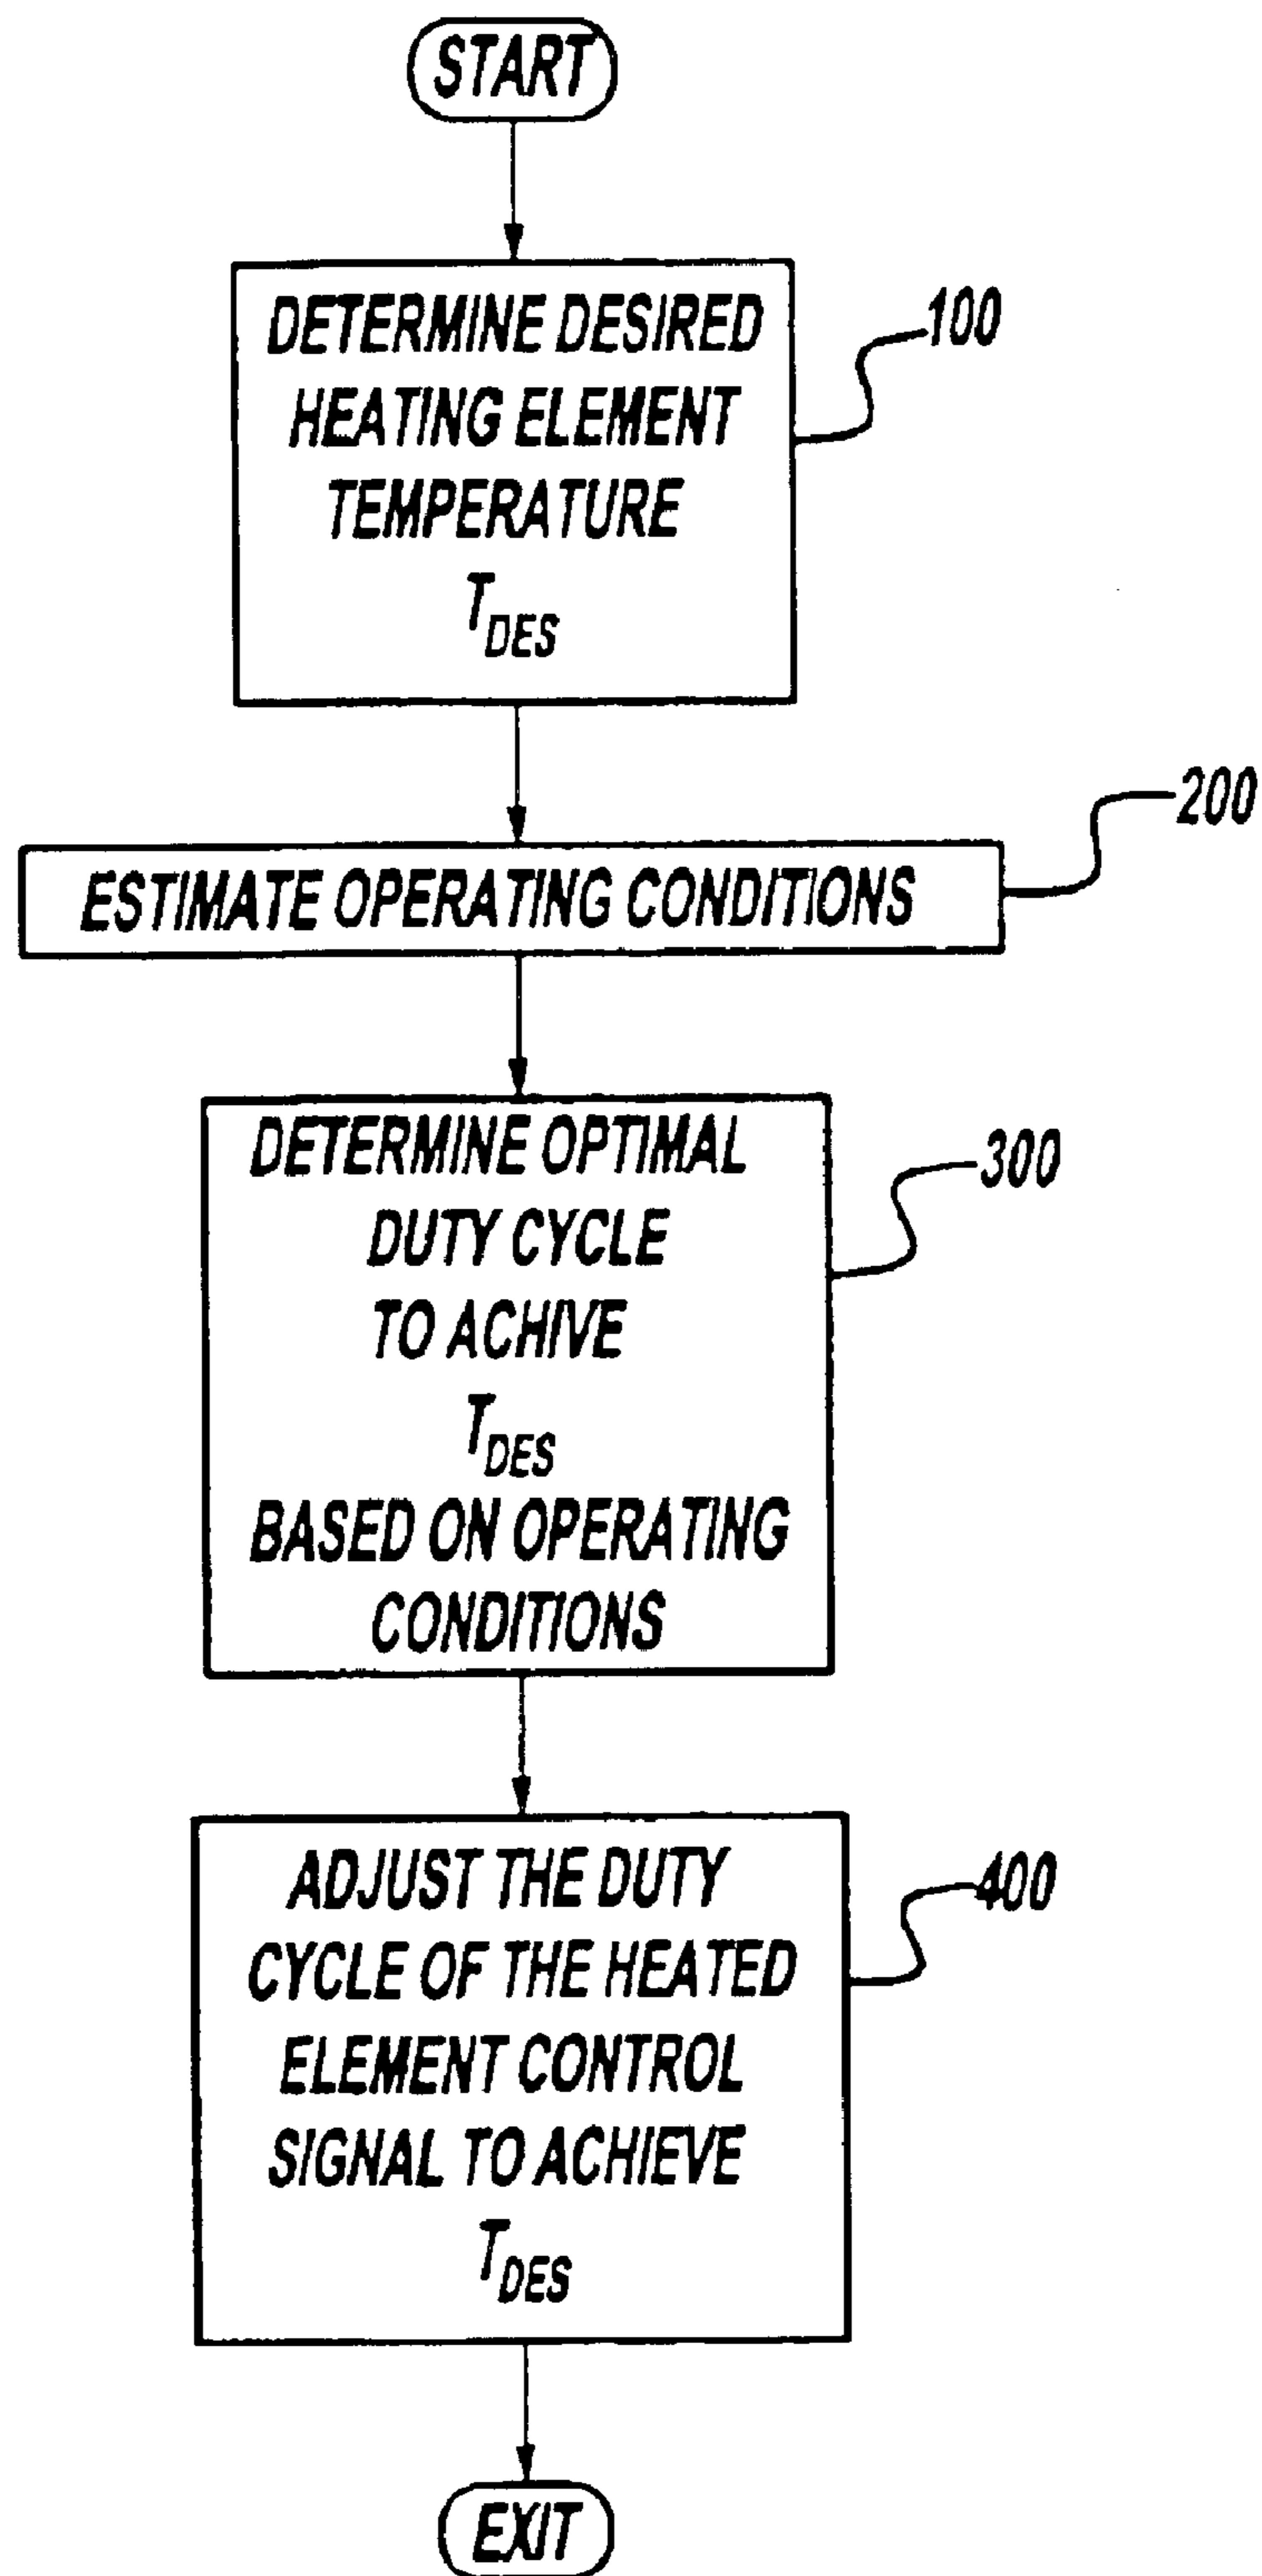 START
DETERMINE DESIRED
HEATING ELEMENT
TEMPERATURE
TDES
100
ESTIMATE OPERATING CONDITIONS
200
DETERMINE OPTIMAL
DUTY CYCLE
TO ACHIVE
TDES
BASED ON OPERATING
CONDITIONS
300
ADJUST THE DUTY
CYCLE OF THE HEATED
ELEMENT CONTROL
SIGNAL TO ACHIEVE
TDES
400
EXIT